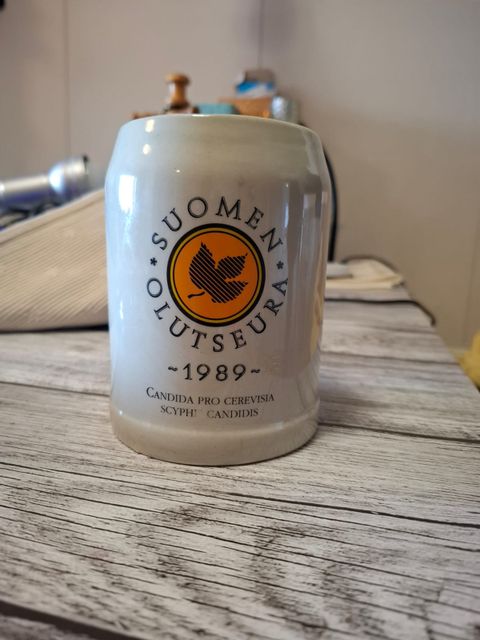 * SUOMEN *
OLUTSEURA
~1989~
CANDIDA PRO CEREVISIA
CANDIDIS